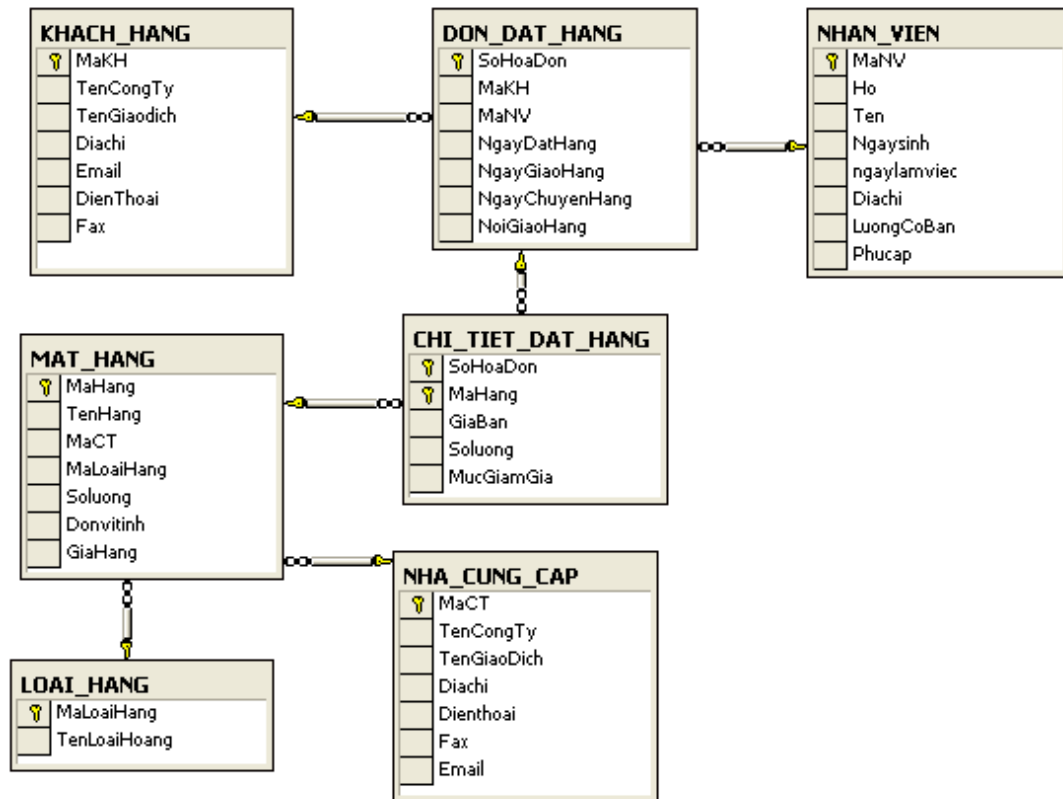 KHACH_HANG
MaKH
TenCongTy
TenGiaodich
Diachi
Email
DienThoai
Fax
DON_DAT_HANG
SoHoaDon
MaKH
MaNV
NgayDatHang
NgayGiaoHang
NgayChuyenHang
NoiGiaoHang
NHAN_VIEN
MaNV
Ho
Ten
Ngaysinh
ngaylamviec
Diachi
LuongCoBan
Phucap
MAT_HANG
MaHang
TenHang
MaCT
MaLoaiHang
Soluong
Donvitinh
GiaHang
CHI_TIET_DAT_HANG
SoHoaDon
MaHang
GiaBan
Soluong
MucGiamGia
LOAI_HANG
MaLoaiHang
TenLoaiHoang
NHA_CUNG_CAP
MaCT
TenCongTy
TenGiaoDich
Diachi
Dienthoai
Fax
Email